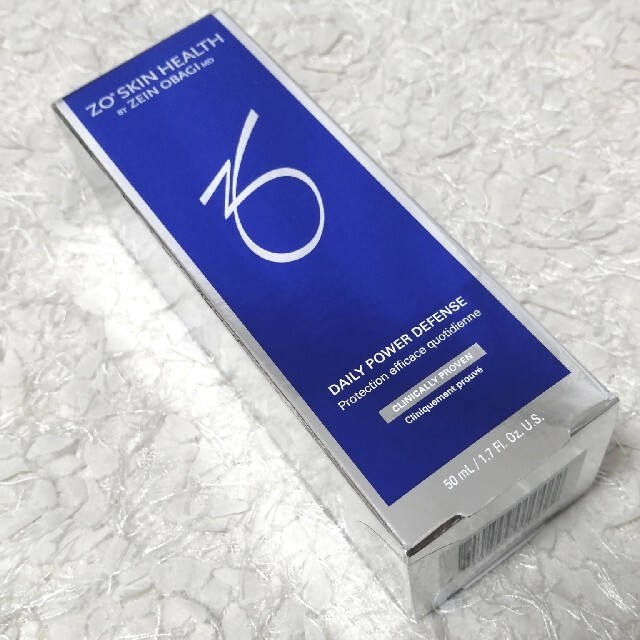 ZO® SKIN HEALTH
BY ZEIN OBAGI MD
ZO
DAILY POWER DEFENSE
Protection efficace quotidienne
CLINICALLY PROVEN
Cliniquement prouvé
50 mL / 1.7 Fl. Oz. U.S.